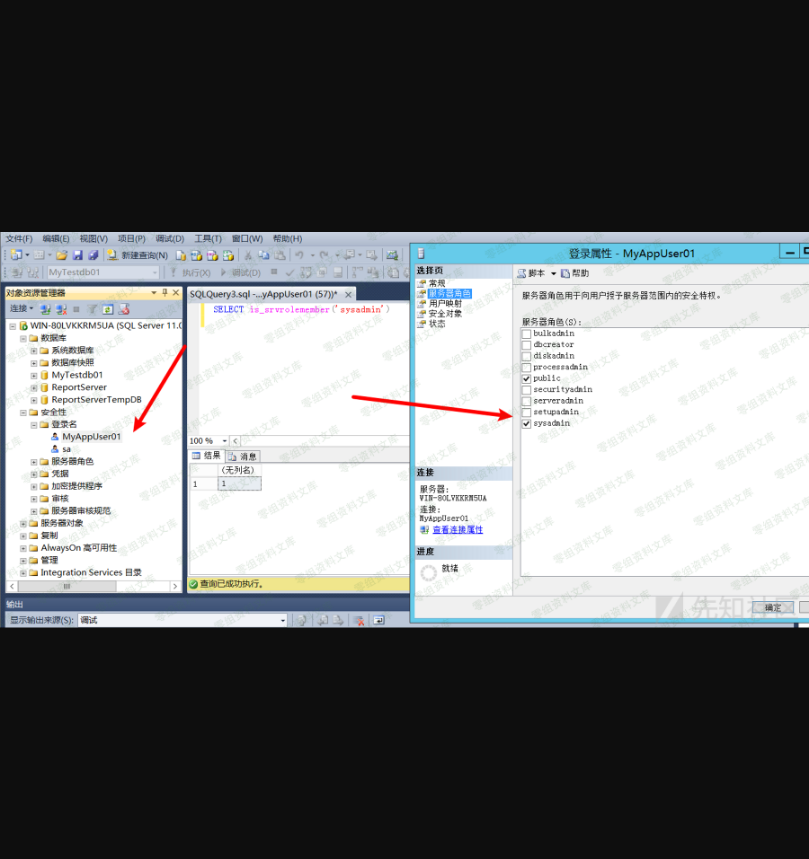 文件(F) 编辑(E) 视图(V) 项目(P) 调试(D) 工具(T) 窗口(W) 帮助(H)
新建查询(N)
MyTestdb01
执行(X) 调试(D)
对象资源管理器
连接
WIN-80LVKKRM5UA (SQL Server 11.0
数据库
系统数据库
数据库快照
MyTestdb01
ReportServer
ReportServerTempDB
安全性
登录名
MyAppUser01
sa
服务器角色
凭据
加密提供程序
审核
服务器审核规范
服务器对象
复制
AlwaysOn 高可用性
管理
Integration Services 目录
SQLQuery3.sql -...yAppUser01 (57))*
SELECT is_srvrolemember('sysadmin')
100 %
结果 消息
(无列名)
1 1
查询已成功执行。
输出
显示输出来源(S): 调试
登录属性 - MyAppUser01
选择页
常规
服务器角色
用户映射
安全对象
状态
脚本 帮助
服务器角色用于向用户授予服务器范围内的安全特权。
服务器角色(S):
bulkadmin
dbcreator
diskadmin
processadmin
public
securityadmin
serveradmin
setupadmin
sysadmin
连接
服务器:
WIN-80LVKKRM5UA
连接:
MyAppUser01
查看连接属性
进度
就绪
确定
先知社区
零组资料文库